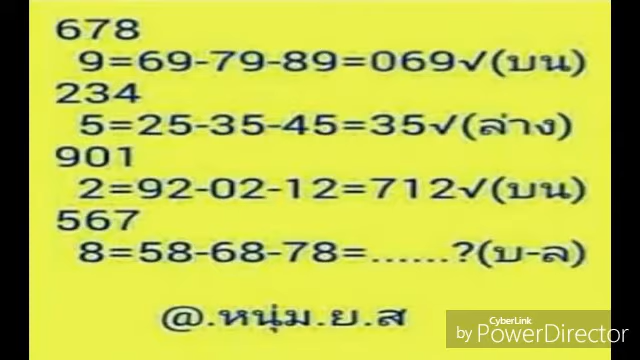 678
9=69-79-89=069√(บน)
234
5=25-35-45=35√(ล่าง)
901
2=92-02-12=712√(บน)
567
8=58-68-78=......?(บ-ล)
@.หนุ่ม.ย.ส
CyberLink
by PowerDirector